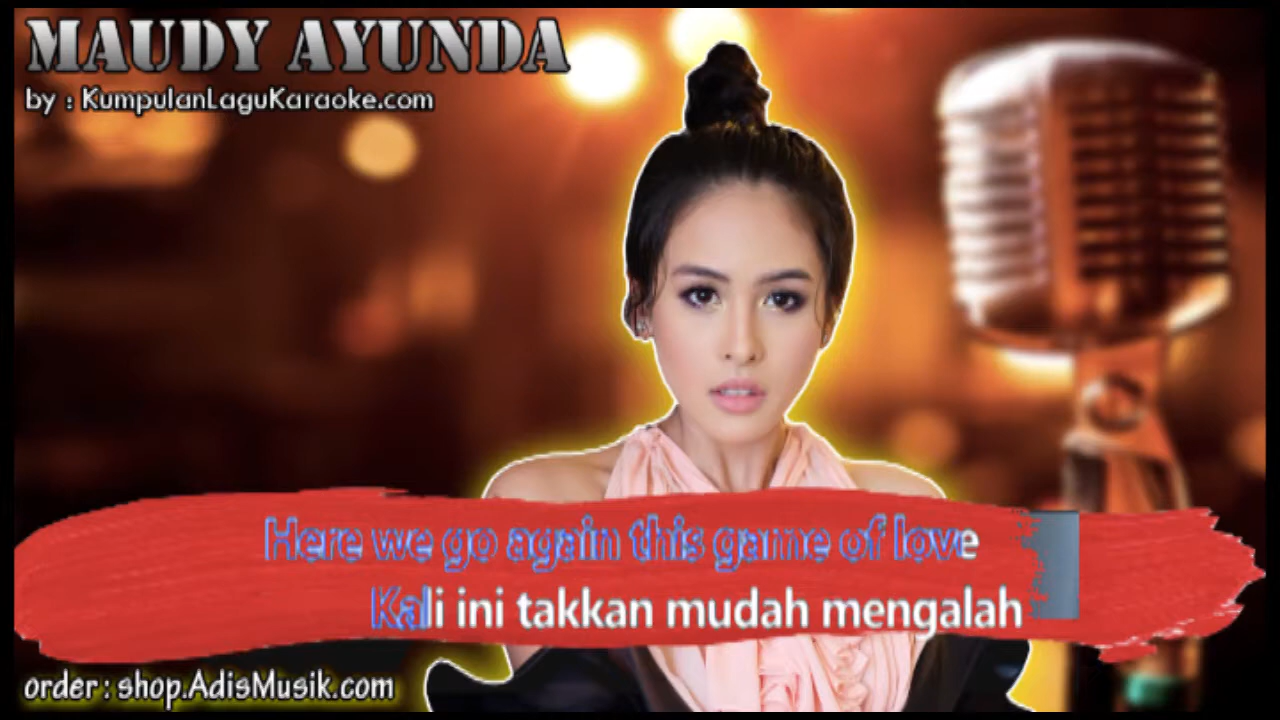 MAUDY AYUNDA
by : KumpulanLaguKaraoke.com
Here we go again this game of love
Kali ini takkan mudah mengalah
order : shop.AdisMusik.com